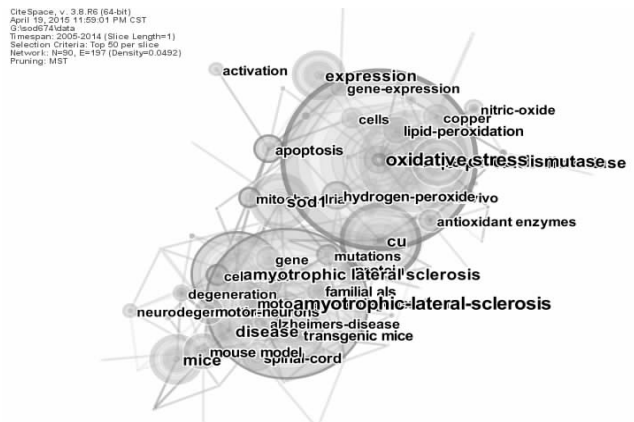 CiteSpace, v. 3.8.R6 (64-bit)
April 19, 2015 11:59:01 PM CST
G:\sod674\data
Timespan: 2005-2014 (Slice Length=1)
Selection Criteria: Top 50 per slice
Network: N=90, E=197 (Density=0.0492)
Pruning: MST
activation
expression
gene-expression
nitric-oxide
cells
copper
lipid-peroxidation
apoptosis
oxidative stress
sod1
hydrogen-peroxide
antioxidant enzymes
cu
mutations
gene
amyotrophic lateral sclerosis
degeneration
familial als
amyotrophic-lateral-sclerosis
motor-neurons
alzheimers-disease
disease
transgenic mice
mouse model
mice
spinal-cord